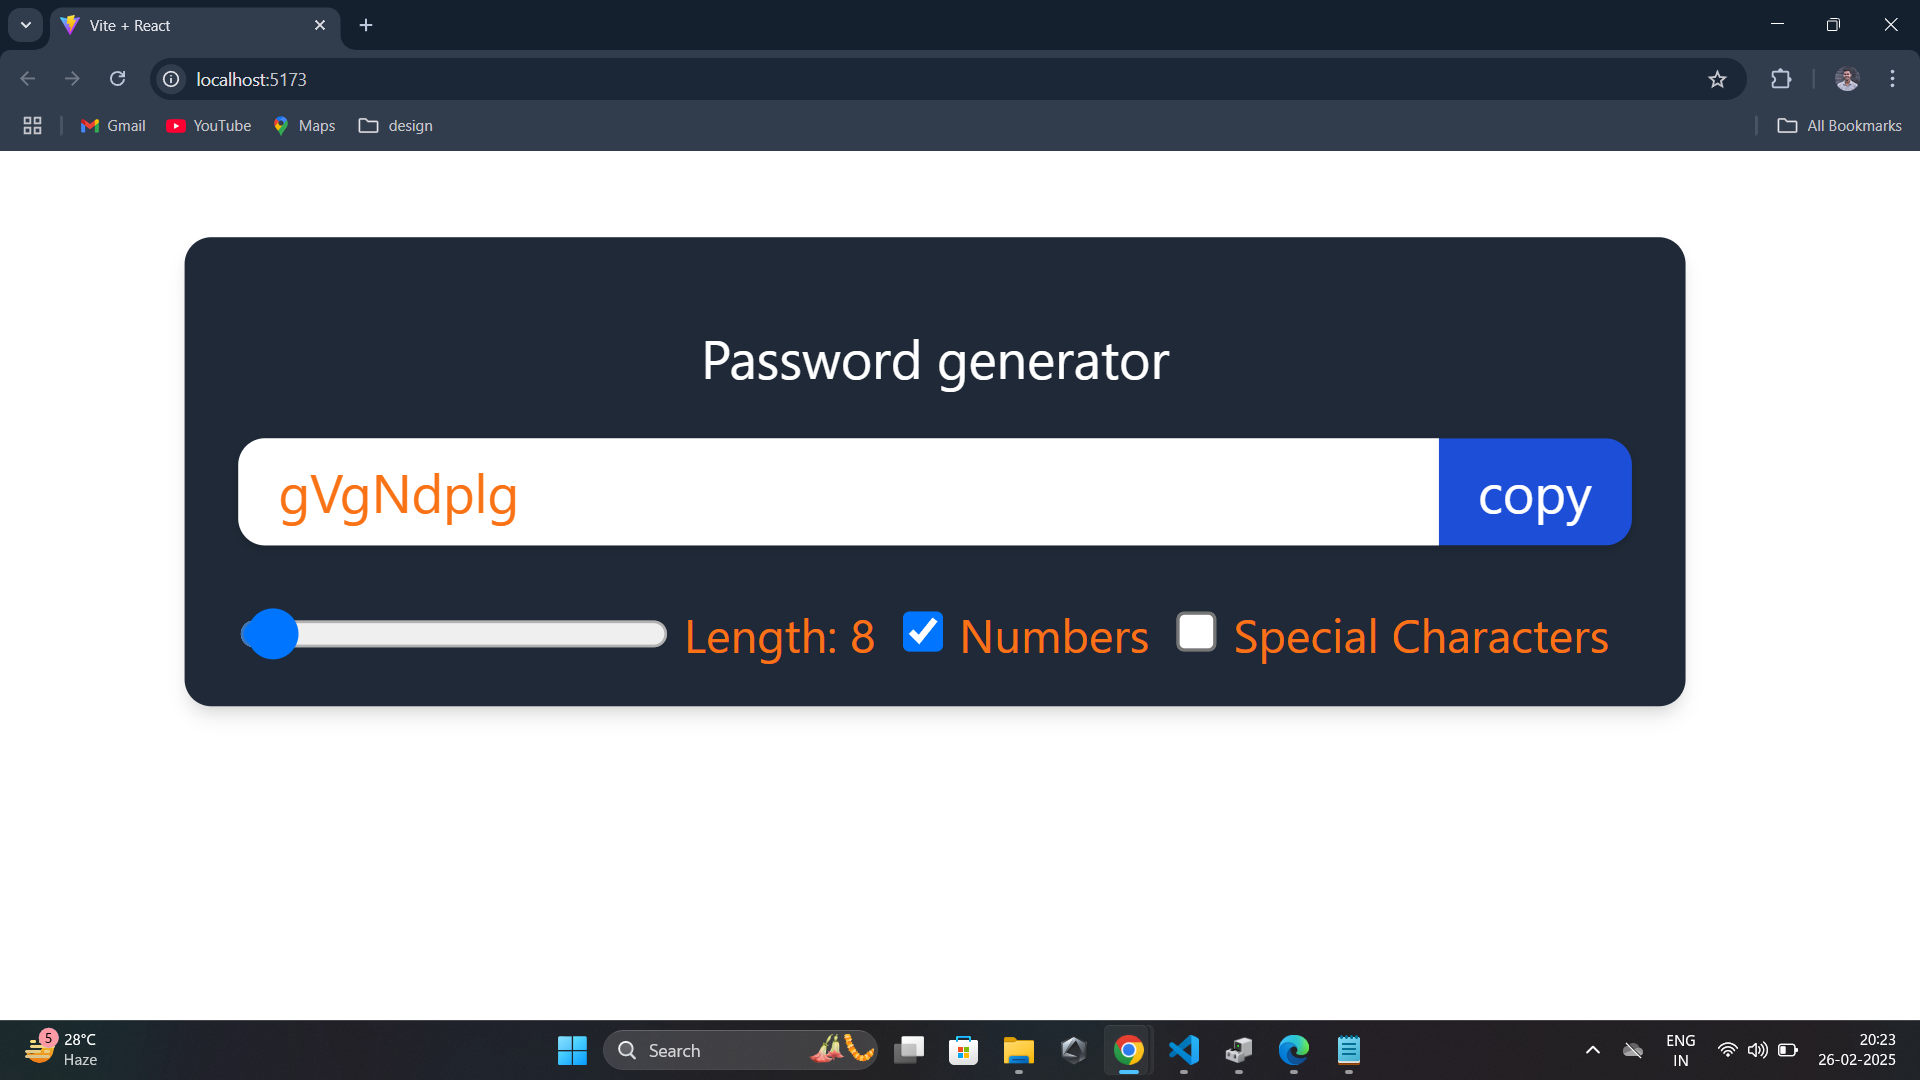 Vite + React
localhost:5173
Gmail YouTube Maps design All Bookmarks
Password generator
gVgNdplg copy
Length: 8 Numbers Special Characters
5 28°C
Haze
Search
ENG
IN
20:23
26-02-2025